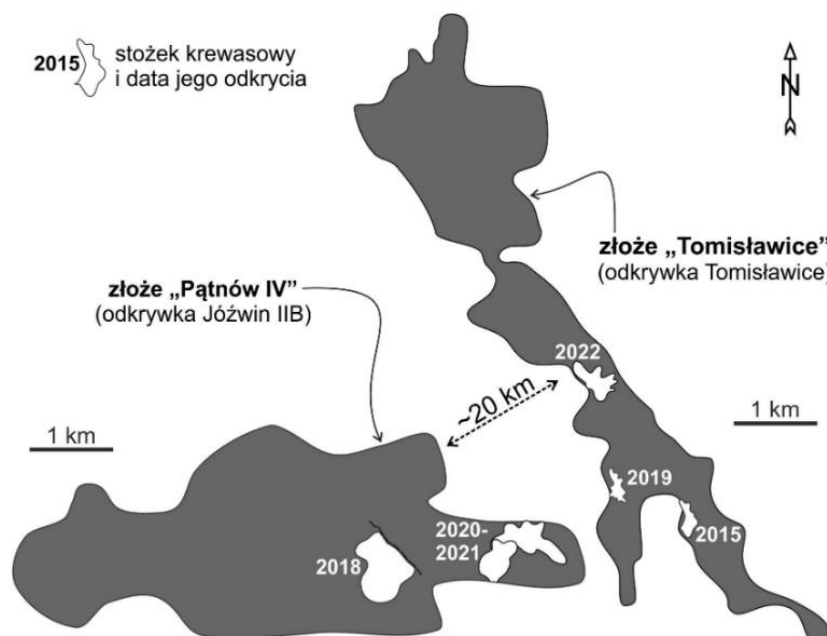 2015
stożek krewasowy
i data jego odkrycia
N
złoże „Tomisławice”
(odkrywka Tomisławice)
złoże „Pątnów IV”
(odkrywka Jóźwin IIB)
2022
~20 km
1 km
1 km
2019
2020-
2021
2015
2018